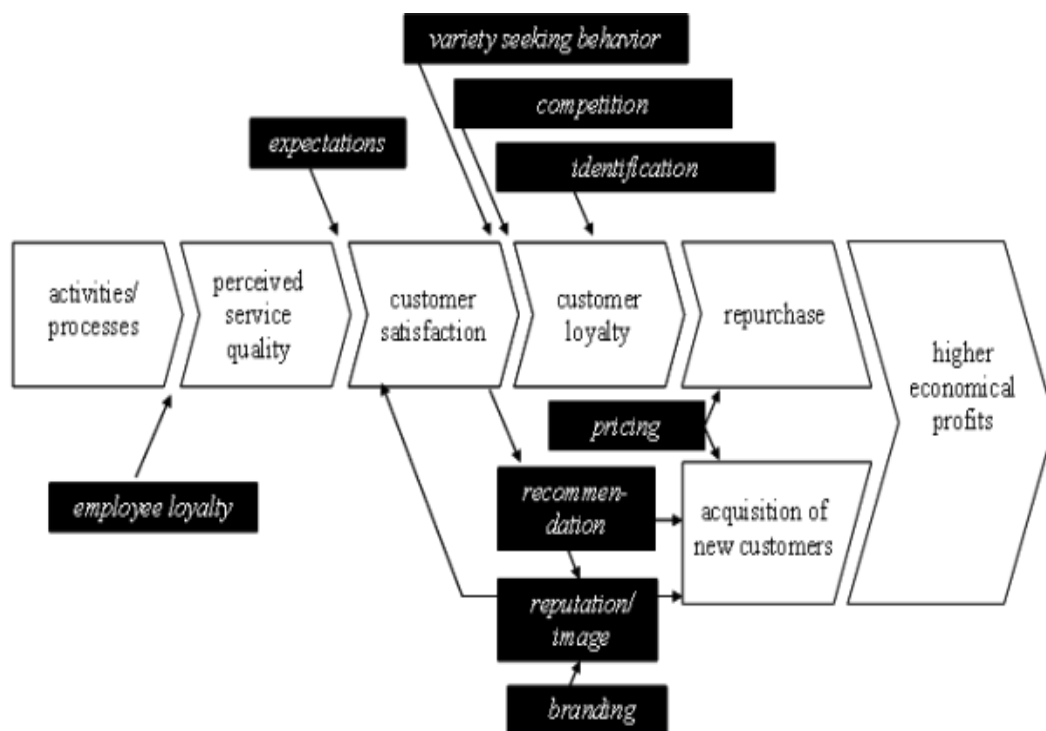 variety seeking behavior
competition
expectations
identification
activities/
processes
perceived
service
quality
customer
satisfaction
customer
loyalty
repurchase
higher
economical
profits
pricing
employee loyalty
recommen-
dation
acquisition of
new customers
reputation/
image
branding